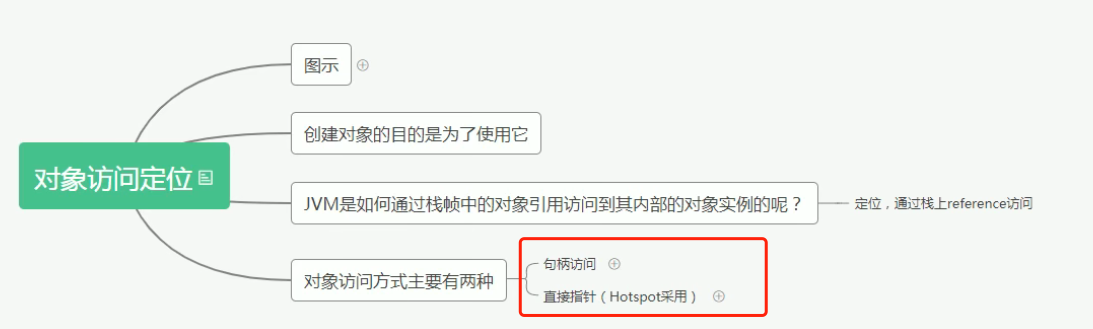 图示
创建对象的目的是为了使用它
对象访问定位
JVM是如何通过栈帧中的对象引用访问到其内部的对象实例的呢？
定位，通过栈上reference访问
对象访问方式主要有两种
句柄访问
直接指针（Hotspot采用）